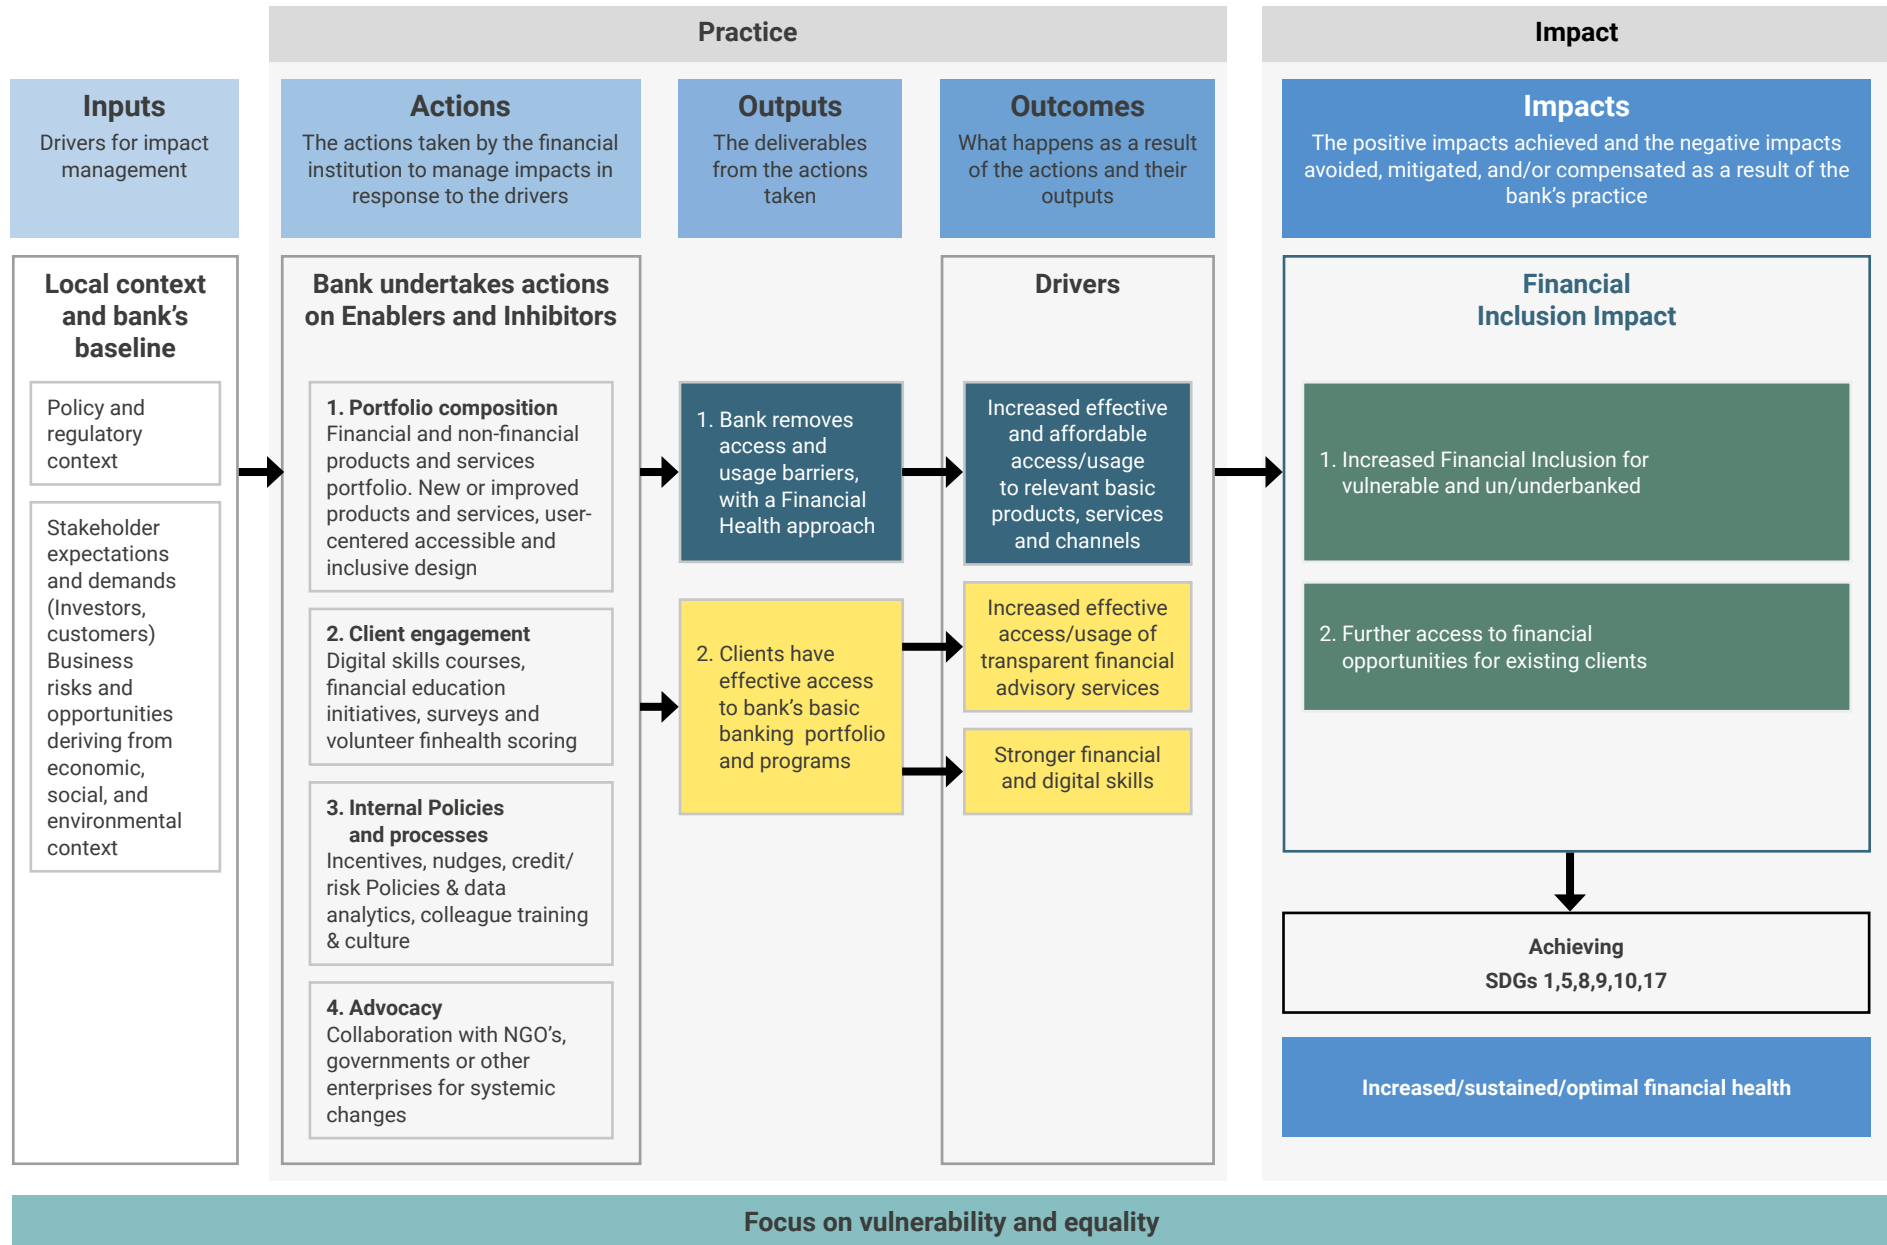 Practice
Impact
Inputs
Drivers for impact
management
Actions
The actions taken by the financial
institution to manage impacts in
response to the drivers
Outputs
The deliverables
from the actions
taken
Outcomes
What happens as a result
of the actions and their
outputs
Impacts
The positive impacts achieved and the negative impacts
avoided, mitigated, and/or compensated as a result of the
bank’s practice
Local context
and bank’s
baseline
Policy and
regulatory
context
Stakeholder
expectations
and demands
(Investors,
customers)
Business
risks and
opportunities
deriving from
economic,
social, and
environmental
context
Bank undertakes actions
on Enablers and Inhibitors
1. Portfolio composition
Financial and non-financial
products and services
portfolio. New or improved
products and services, user-
centered accessible and
inclusive design
2. Client engagement
Digital skills courses,
financial education
initiatives, surveys and
volunteer finhealth scoring
3. Internal Policies
and processes
Incentives, nudges, credit/
risk Policies & data
analytics, colleague training
& culture
4. Advocacy
Collaboration with NGO’s,
governments or other
enterprises for systemic
changes
1. Bank removes
access and
usage barriers,
with a Financial
Health approach
2. Clients have
effective access
to bank’s basic
banking portfolio
and programs
Drivers
Increased effective
and affordable
access/usage
to relevant basic
products, services
and channels
Increased effective
access/usage of
transparent financial
advisory services
Stronger financial
and digital skills
Financial
Inclusion Impact
1. Increased Financial Inclusion for
vulnerable and un/underbanked
2. Further access to financial
opportunities for existing clients
Achieving
SDGs 1,5,8,9,10,17
Increased/sustained/optimal financial health
Focus on vulnerability and equality